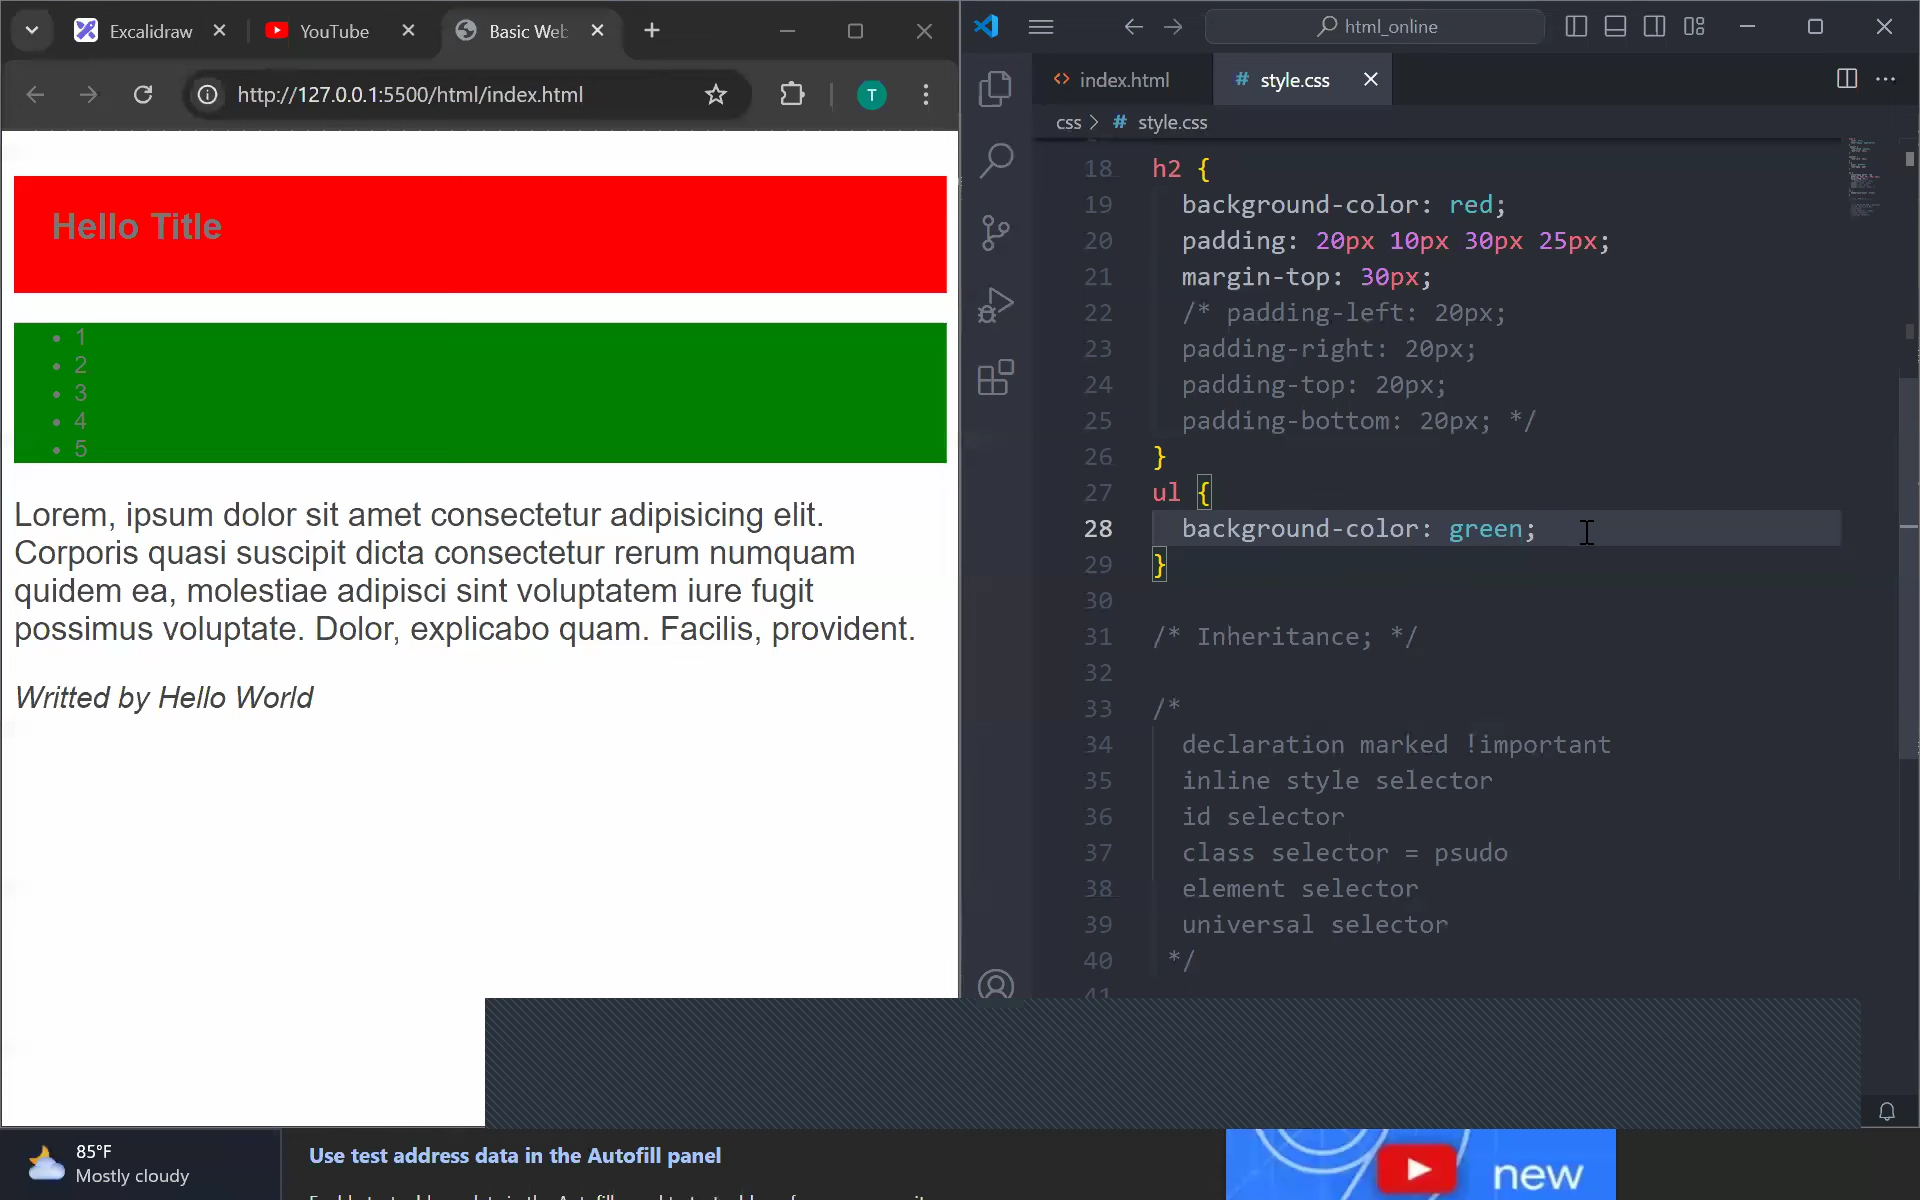 Excalidraw
YouTube
Basic Web
http://127.0.0.1:5500/html/index.html
T
Hello Title
1
2
3
4
5
Lorem, ipsum dolor sit amet consectetur adipisicing elit.
Corporis quasi suscipit dicta consectetur rerum numquam
quidem ea, molestiae adipisci sint voluptatem iure fugit
possimus voluptate. Dolor, explicabo quam. Facilis, provident.
Writted by Hello World
html_online
index.html
# style.css
css > # style.css
18 h2 {
19 background-color: red;
20 padding: 20px 10px 30px 25px;
21 margin-top: 30px;
22 /* padding-left: 20px;
23 padding-right: 20px;
24 padding-top: 20px;
25 padding-bottom: 20px; */
26 }
27 ul {
28 background-color: green;
29 }
30
31 /* Inheritance; */
32
33 /*
34 declaration marked !important
35 inline style selector
36 id selector
37 class selector = psudo
38 element selector
39 universal selector
40 */
41
85°F
Mostly cloudy
Use test address data in the Autofill panel
new